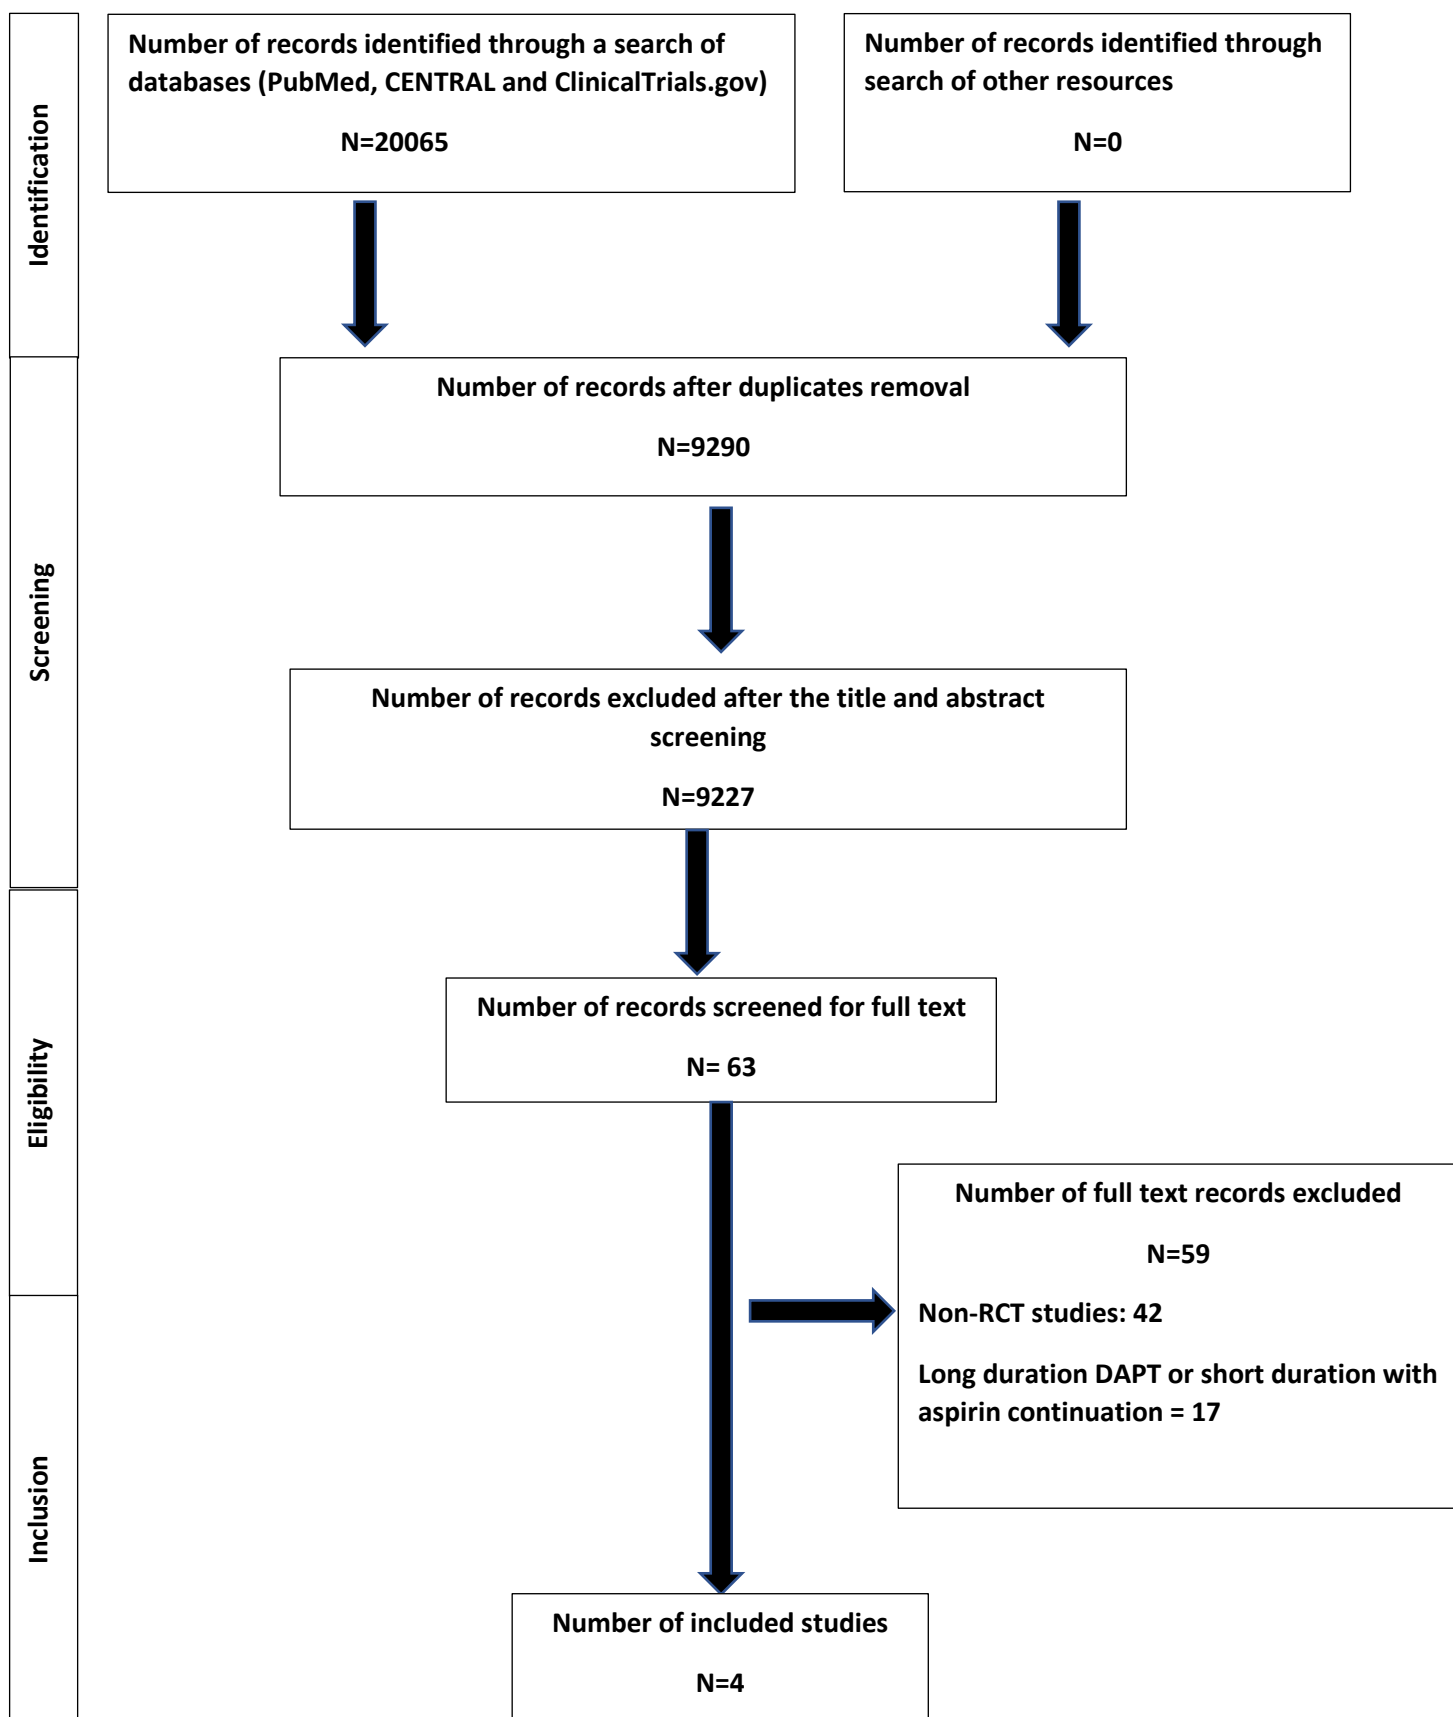 Identification
Number of records identified through a search of
databases (PubMed, CENTRAL and ClinicalTrials.gov)
N=20065
Number of records identified through
search of other resources
N=0
Screening
Number of records after duplicates removal
N=9290
Number of records excluded after the title and abstract
screening
N=9227
Eligibility
Number of records screened for full text
N= 63
Number of full text records excluded
N=59
Non-RCT studies: 42
Long duration DAPT or short duration with
aspirin continuation = 17
Inclusion
Number of included studies
N=4